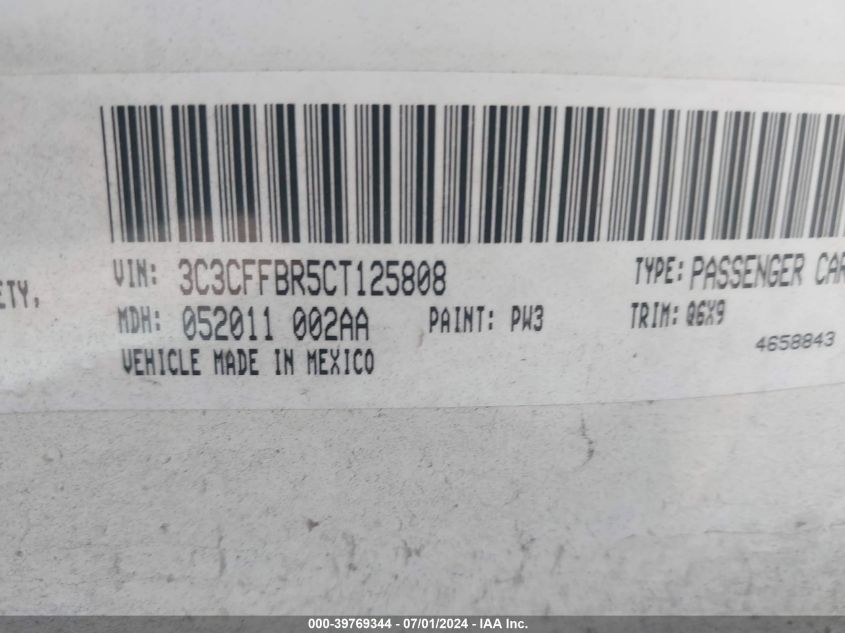 VIN: 3C3CFFBR5CT125808
TYPE: PASSENGER CAR
ETY,
MDH: 052011 002AA
PAINT: PW3
TRIM: Q6X9
VEHICLE MADE IN MEXICO
4658843
000-39769344 - 07/01/2024 - IAA Inc.